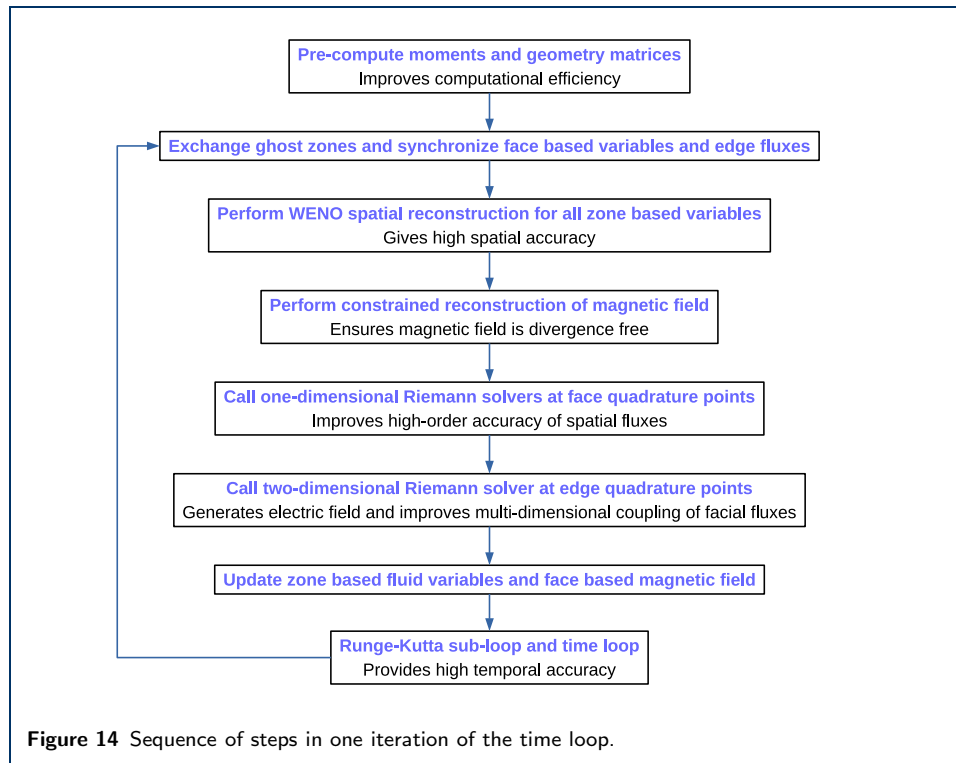 Pre-compute moments and geometry matrices
Improves computational efficiency
Exchange ghost zones and synchronize face based variables and edge fluxes
Perform WENO spatial reconstruction for all zone based variables
Gives high spatial accuracy
Perform constrained reconstruction of magnetic field
Ensures magnetic field is divergence free
Call one-dimensional Riemann solvers at face quadrature points
Improves high-order accuracy of spatial fluxes
Call two-dimensional Riemann solver at edge quadrature points
Generates electric field and improves multi-dimensional coupling of facial fluxes
Update zone based fluid variables and face based magnetic field
Runge-Kutta sub-loop and time loop
Provides high temporal accuracy
Figure 14 Sequence of steps in one iteration of the time loop.